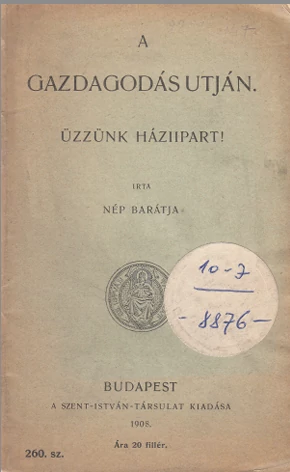 A
GAZDAGODÁS UTJÁN.
ŰZZÜNK HÁZIIPART!
IRTA
NÉP BARÁTJA
10-7
- 8876 -
BUDAPEST
A SZENT-ISTVÁN-TÁRSULAT KIADÁSA
1905.
Ára 20 fillér.
260. sz.